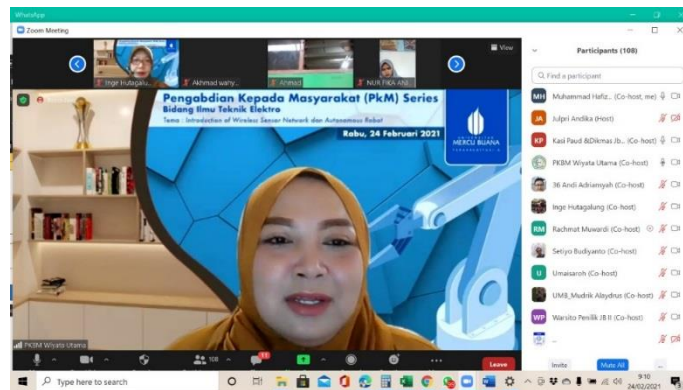 WhatsApp
Zoom Meeting
View
Inge Hutagalu...
Akhmad wahy...
Ahmad
NUR FIKA ANI...
Pengabdian Kepada Masyarakat (PkM) Series
Bidang Ilmu Teknik Elektro
Tema : Introduction of Wireless Sensor Network dan Autonomous Robot
Rabu, 24 Februari 2021
UNIVERSITAS
MERCU BUANA
PKBM Wiyata Utama
108
Leave
Participants (108)
Find a participant
MH Muhammad Hafiz... (Co-host, me)
JA Julpri Andika (Host)
KP Kasi Paud &Dikmas Jb... (Co-host)
PKBM Wiyata Utama (Co-host)
36 Andi Adriansyah (Co-host)
Inge Hutagalung (Co-host)
RM Rachmat Muwardi (Co-host)
Setiyo Budiyanto (Co-host)
U Umaisaroh (Co-host)
UMB_Mudrik Alaydrus (Co-host)
WP Warsito Penilik JB II (Co-host)
..
Invite
Mute All
...
Type here to search
9:10
24/02/2021